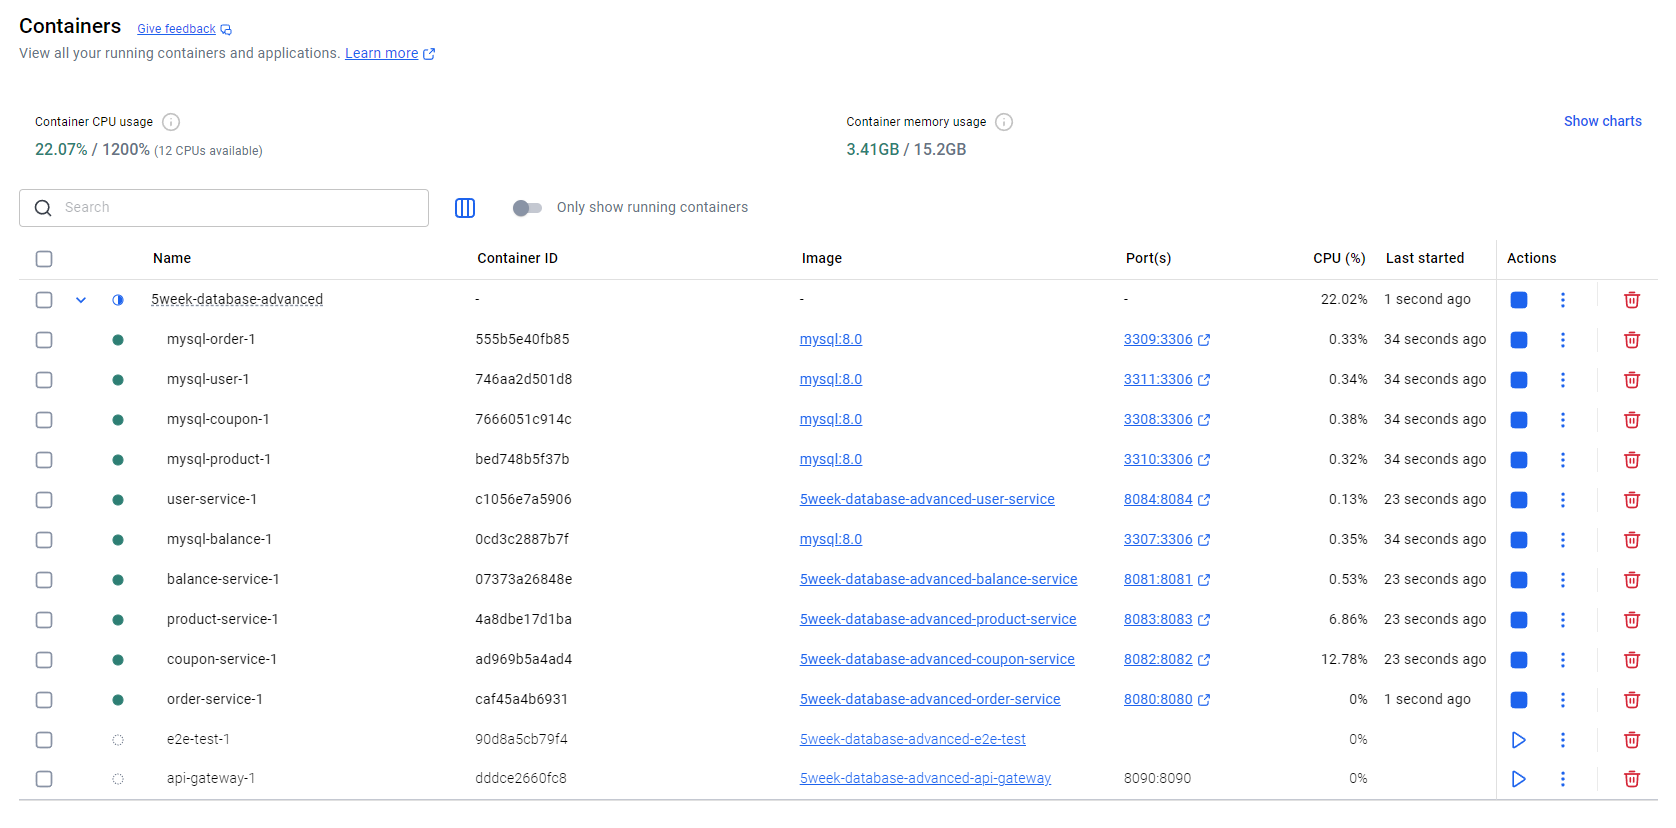 Containers Give feedback
View all your running containers and applications. Learn more
Container CPU usage
22.07% / 1200% (12 CPUs available)
Container memory usage
3.41GB / 15.2GB
Show charts
Search
Only show running containers
Name Container ID Image Port(s) CPU (%) Last started Actions
5week-database-advanced - - - 22.02% 1 second ago
mysql-order-1 555b5e40fb85 mysql:8.0 3309:3306 0.33% 34 seconds ago
mysql-user-1 746aa2d501d8 mysql:8.0 3311:3306 0.34% 34 seconds ago
mysql-coupon-1 7666051c914c mysql:8.0 3308:3306 0.38% 34 seconds ago
mysql-product-1 bed748b5f37b mysql:8.0 3310:3306 0.32% 34 seconds ago
user-service-1 c1056e7a5906 5week-database-advanced-user-service 8084:8084 0.13% 23 seconds ago
mysql-balance-1 0cd3c2887b7f mysql:8.0 3307:3306 0.35% 34 seconds ago
balance-service-1 07373a26848e 5week-database-advanced-balance-service 8081:8081 0.53% 23 seconds ago
product-service-1 4a8dbe17d1ba 5week-database-advanced-product-service 8083:8083 6.86% 23 seconds ago
coupon-service-1 ad969b5a4ad4 5week-database-advanced-coupon-service 8082:8082 12.78% 23 seconds ago
order-service-1 caf45a4b6931 5week-database-advanced-order-service 8080:8080 0% 1 second ago
e2e-test-1 90d8a5cb79f4 5week-database-advanced-e2e-test 0%
api-gateway-1 dddce2660fc8 5week-database-advanced-api-gateway 8090:8090 0%